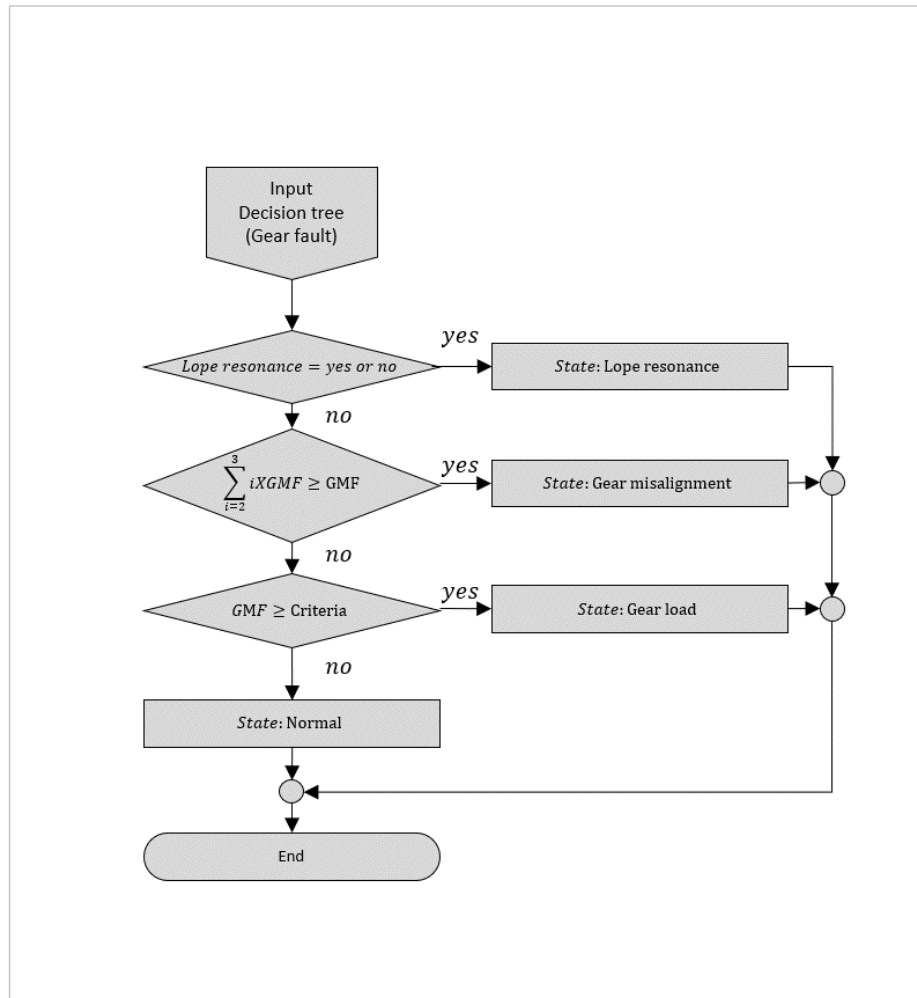 Input
Decision tree
(Gear fault)
Lope resonance = yes or no
yes
State: Lope resonance
no
3
∑ iXGMF ≥ GMF
i=2
yes
State: Gear misalignment
no
GMF ≥ Criteria
yes
State: Gear load
no
State: Normal
End